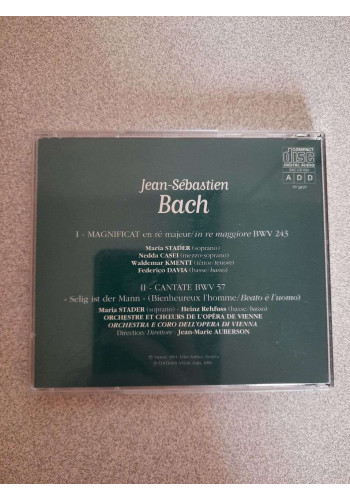 COMPACT
disc
DIGITAL AUDIO
A D D
Jean-Sébastien
Bach
I - MAGNIFICAT en ré majeur/in re maggiore BWV 243
Maria STADER (soprano)
Nedda CASEI (mezzo-soprano)
Waldemar KMENTT (ténor/tenore)
Federico DAVIA (basse/basso)
II - CANTATE BWV 57
« Selig ist der Mann » (Bienheureux l'homme/Beato è l'uomo)
Maria STADER (soprano) - Heinz Rehfuss (basse/basso)
ORCHESTRE ET CHŒURS DE L'OPÉRA DE VIENNE
ORCHESTRA E CORO DELL'OPERA DI VIENNA
Direction/Direttore: Jean-Marie AUBERSON